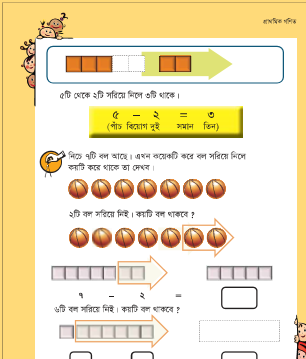 প্রাথমিক গণিত
৫টি থেকে ২টি সরিয়ে নিলে ৩টি থাকে।
৫ − ২ = ৩
(পাঁচ বিয়োগ দুই সমান তিন)
নিচে ৭টি বল আছে। এখন কয়েকটি করে বল সরিয়ে নিলে
কয়টি করে থাকে তা দেখব।
২টি বল সরিয়ে নিই। কয়টি বল থাকবে ?
৭ − ২ =
৬টি বল সরিয়ে নিই। কয়টি বল থাকবে ?